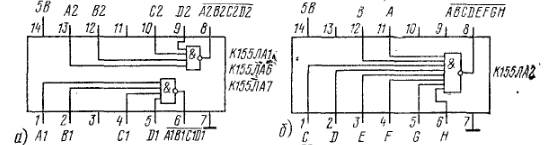 5В A2 B2 C2 D2 A2B2C2D2
14 13 12 11 10 9 8
&
К155ЛА1
К155ЛА6
К155ЛА7
&
1 2 3 4 5 6 7
а) A1 B1 C1 D1 A1B1C1D1
5В B A ABCDEFGH
14 13 12 11 10 9 8
&
К155ЛА2
1 2 3 4 5 6 7
б) C D E F G H